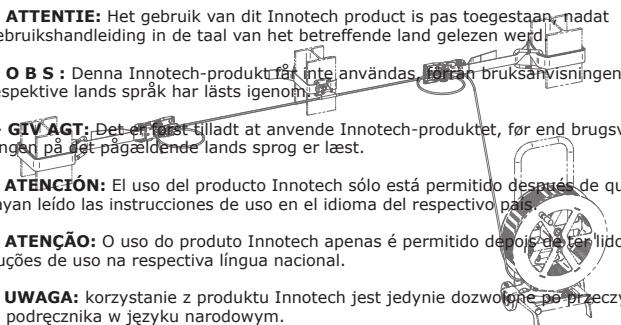 ATTENTIE: Het gebruik van dit Innotech product is pas toegestaan, nadat
ebruikshandleiding in de taal van het betreffende land gelezen werd.
O B S : Denna Innotech-produkt får inte användas, förrän bruksanvisningen
espektive lands språk har lästs igenom.
GIV AGT: Det er først tilladt at anvende Innotech-produktet, før end brugsv
ngen på det pågældende lands sprog er læst.
ATENCIÓN: El uso del producto Innotech sólo está permitido después de qu
yan leído las instrucciones de uso en el idioma del respectivo país.
ATENÇÃO: O uso do produto Innotech apenas é permitido depois de ter lido
uções de uso na respectiva língua nacional.
UWAGA: korzystanie z produktu Innotech jest jedynie dozwolone po przeczy
podręcznika w języku narodowym.